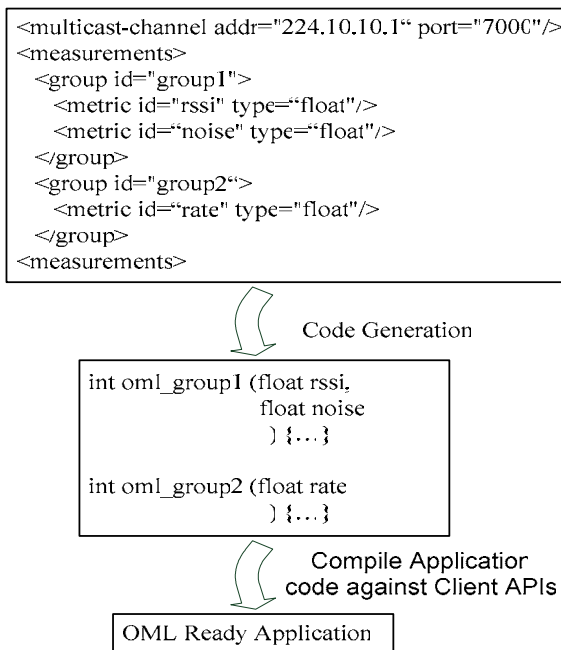 <multicast-channel addr="224.10.10.1“ port="7000"/>
<measurements>
<group id="group1">
<metric id="rssi" type=“float"/>
<metric id=“noise" type=“float"/>
</group>
<group id="group2“>
<metric id=“rate" type="float"/>
</group>
<measurements>
Code Generation
int oml_group1 (float rssi,
float noise
) {...}
int oml_group2 (float rate
) {...}
Compile Application
code against Client APIs
OML Ready Application